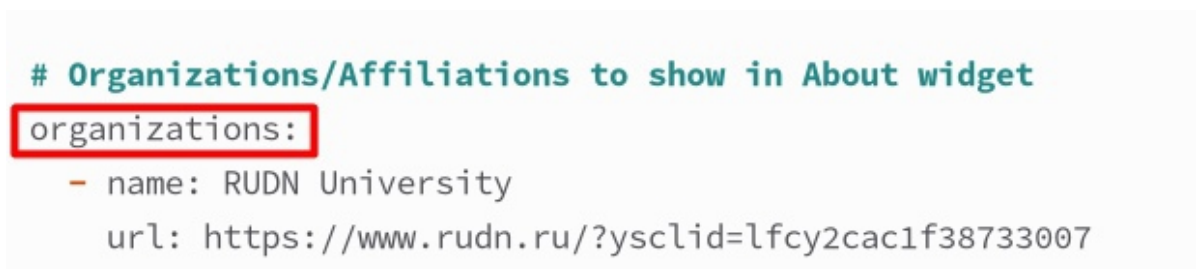 # Organizations/Affiliations to show in About widget
organizations:
- name: RUDN University
url: https://www.rudn.ru/?ysclid=lfcy2cac1f38733007